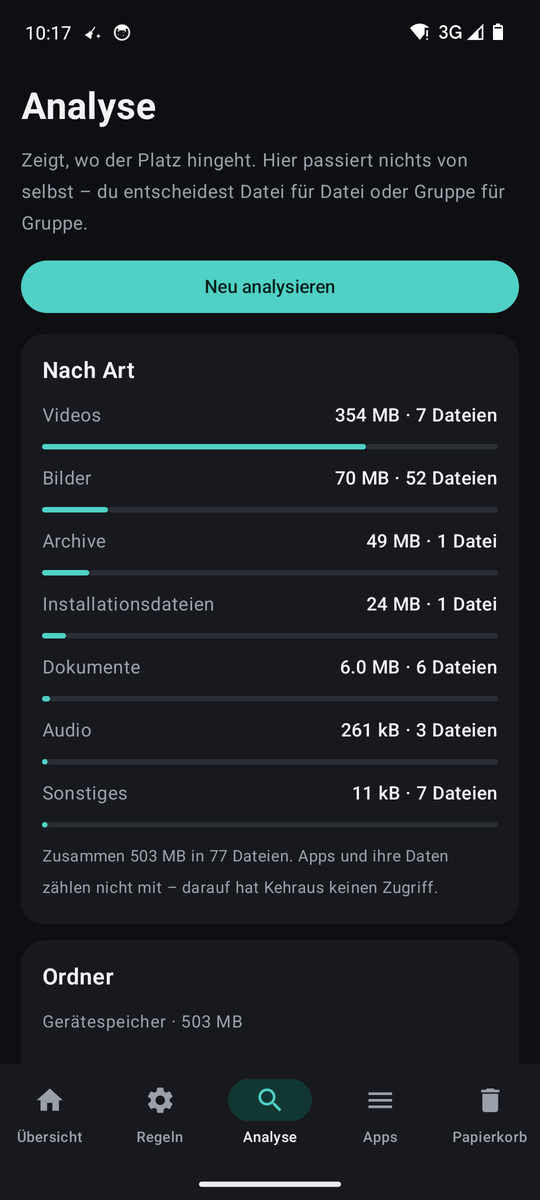 10:17
3G
Analyse
Zeigt, wo der Platz hingeht. Hier passiert nichts von
selbst – du entscheidest Datei für Datei oder Gruppe für
Gruppe.
Neu analysieren
Nach Art
Videos 354 MB · 7 Dateien
Bilder 70 MB · 52 Dateien
Archive 49 MB · 1 Datei
Installationsdateien 24 MB · 1 Datei
Dokumente 6.0 MB · 6 Dateien
Audio 261 kB · 3 Dateien
Sonstiges 11 kB · 7 Dateien
Zusammen 503 MB in 77 Dateien. Apps und ihre Daten
zählen nicht mit – darauf hat Kehraus keinen Zugriff.
Ordner
Gerätespeicher · 503 MB
Übersicht Regeln Analyse Apps Papierkorb